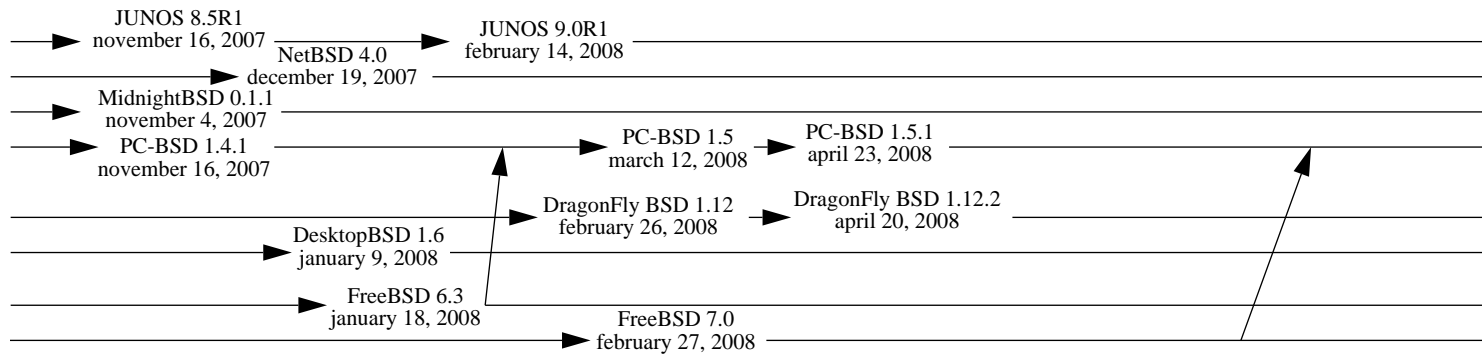 JUNOS 8.5R1
november 16, 2007
JUNOS 9.0R1
february 14, 2008
NetBSD 4.0
december 19, 2007
MidnightBSD 0.1.1
november 4, 2007
PC-BSD 1.4.1
november 16, 2007
PC-BSD 1.5
march 12, 2008
PC-BSD 1.5.1
april 23, 2008
DragonFly BSD 1.12
february 26, 2008
DragonFly BSD 1.12.2
april 20, 2008
DesktopBSD 1.6
january 9, 2008
FreeBSD 6.3
january 18, 2008
FreeBSD 7.0
february 27, 2008